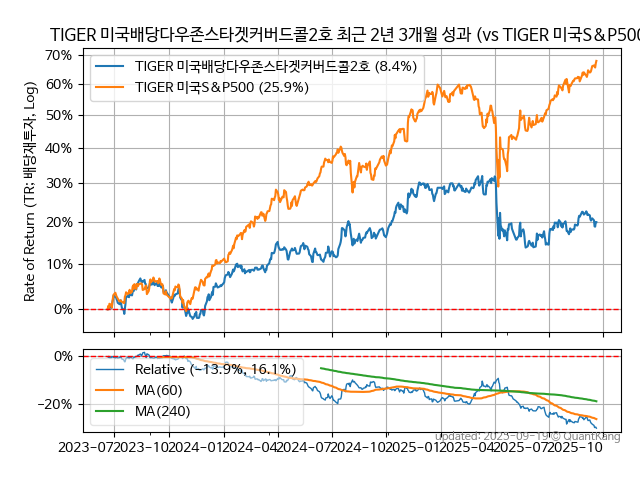 TIGER 미국배당다우존스타겟커버드콜2호 최근 2년 3개월 성과 (vs TIGER 미국S&P500
Rate of Return (TR: 배당재투자, Log)
70%
60%
50%
40%
30%
20%
10%
0%
TIGER 미국배당다우존스타겟커버드콜2호 (8.4%)
TIGER 미국S&P500 (25.9%)
0%
−20%
Relative (−13.9%, 16.1%)
MA(60)
MA(240)
updated: 2025-09-19 © QuantKang
2023-07 2023-10 2024-01 2024-04 2024-07 2024-10 2025-01 2025-04 2025-07 2025-10